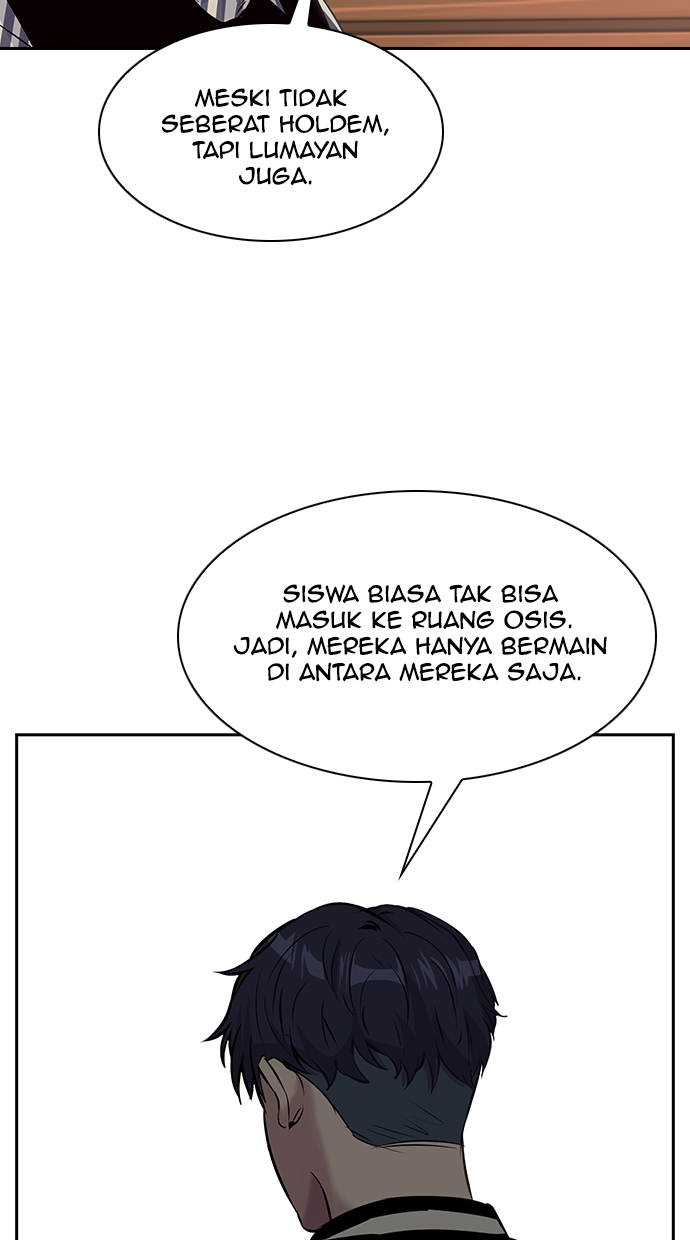 MESKI TIDAK
SEBERAT HOLDEM,
TAPI LUMAYAN
JUGA.
SISWA BIASA TAK BISA
MASUK KE RUANG OSIS.
JADI, MEREKA HANYA BERMAIN
DI ANTARA MEREKA SAJA.